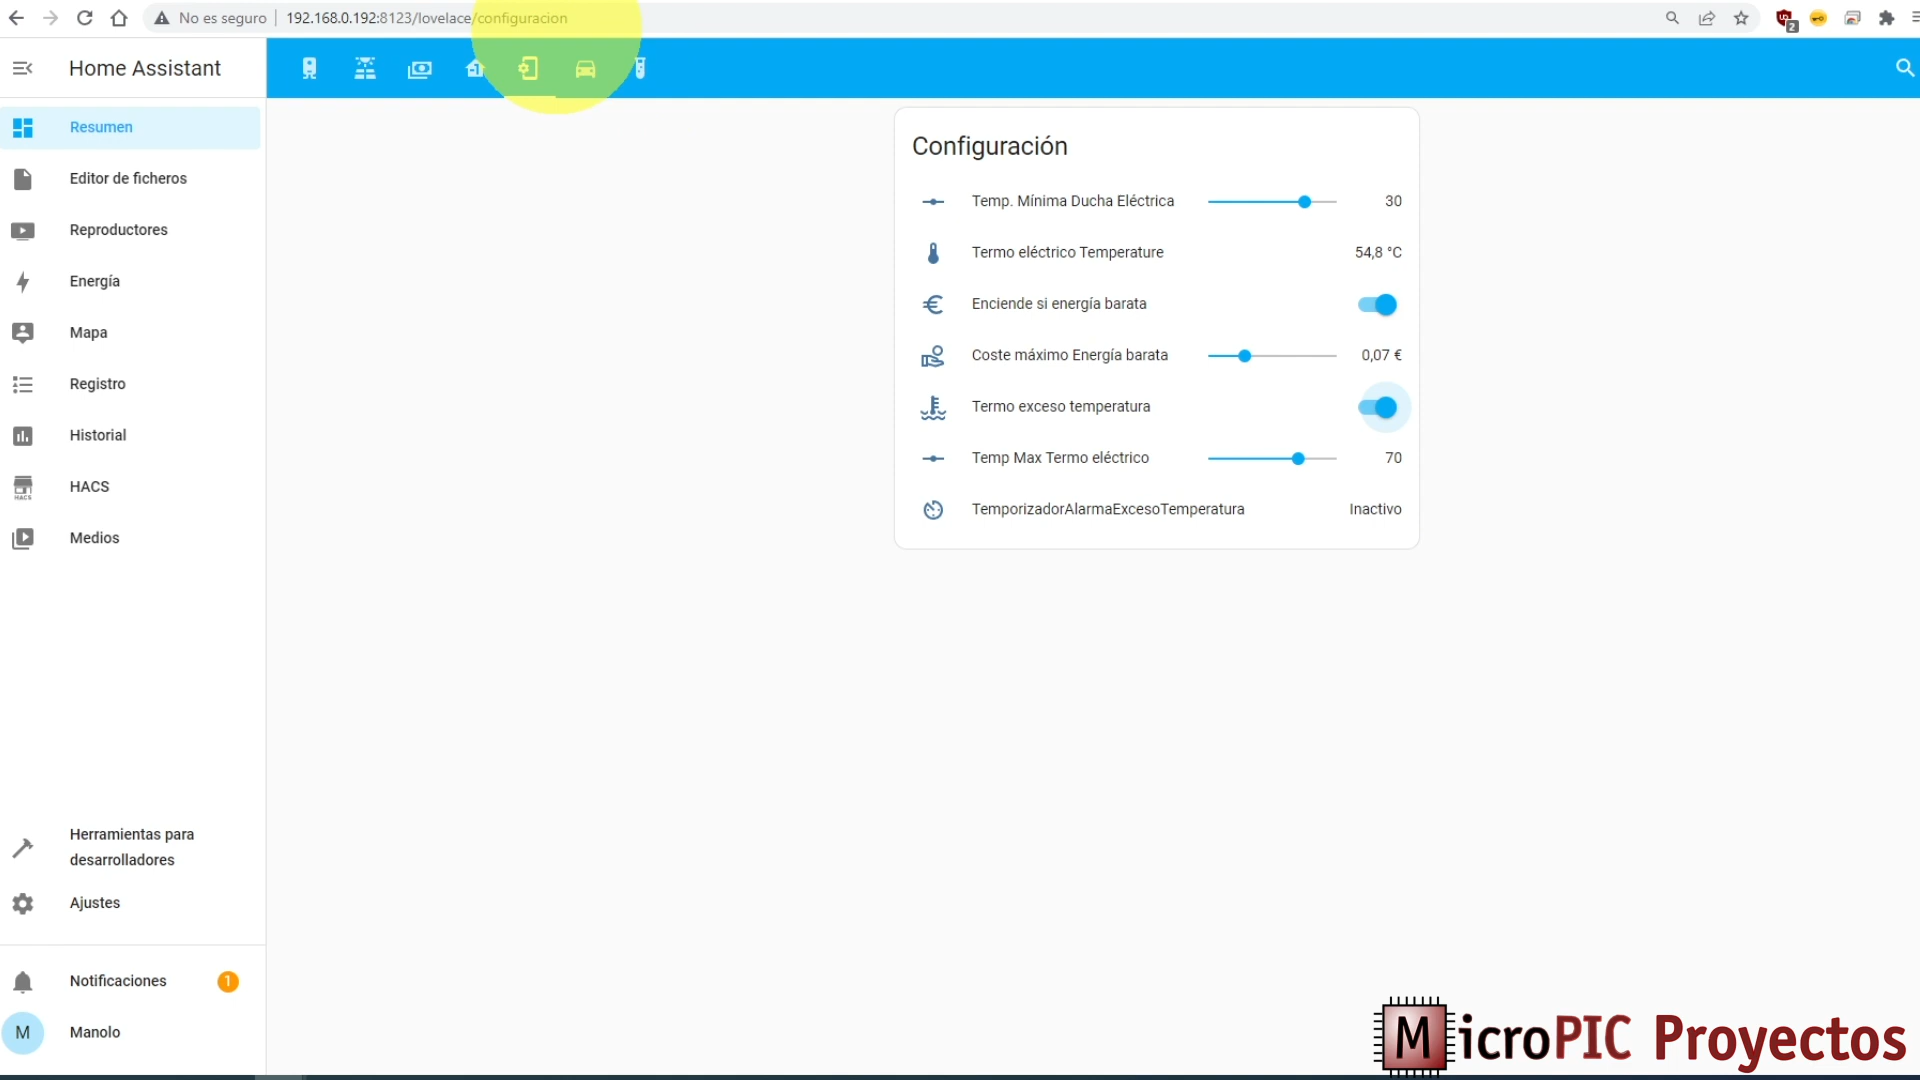 No es seguro
192.168.0.192:8123/lovelace/configuracion
2
Home Assistant
Resumen
Editor de ficheros
Reproductores
Energía
Mapa
Registro
Historial
HACS
HACS
Medios
Herramientas para
desarrolladores
Ajustes
Notificaciones 1
M Manolo
Configuración
Temp. Mínima Ducha Eléctrica 30
Termo eléctrico Temperature 54,8 °C
Enciende si energía barata
Coste máximo Energía barata 0,07 €
Termo exceso temperatura
Temp Max Termo eléctrico 70
TemporizadorAlarmaExcesoTemperatura Inactivo
MicroPIC Proyectos